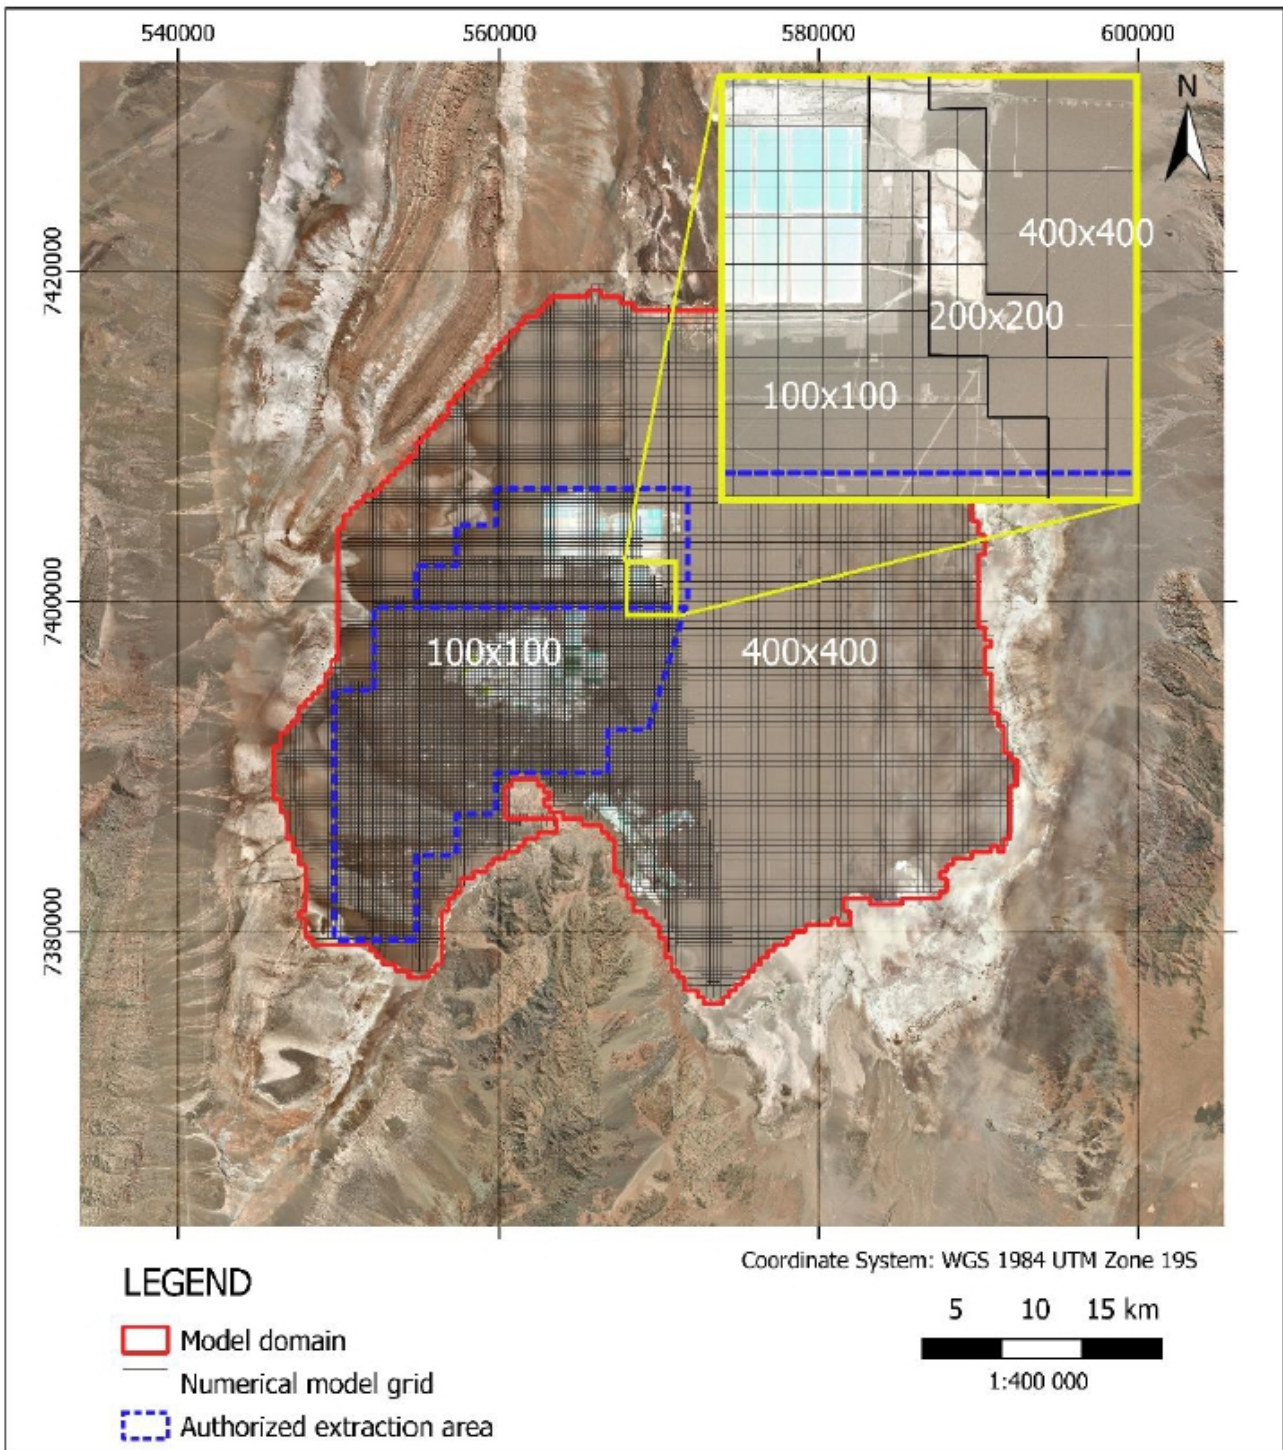 540000 560000 580000 600000
N
7420000
400x400
200x200
100x100
7400000
100x100 400x400
7380000
Coordinate System: WGS 1984 UTM Zone 19S
LEGEND
5 10 15 km
Model domain
1:400 000
Numerical model grid
Authorized extraction area